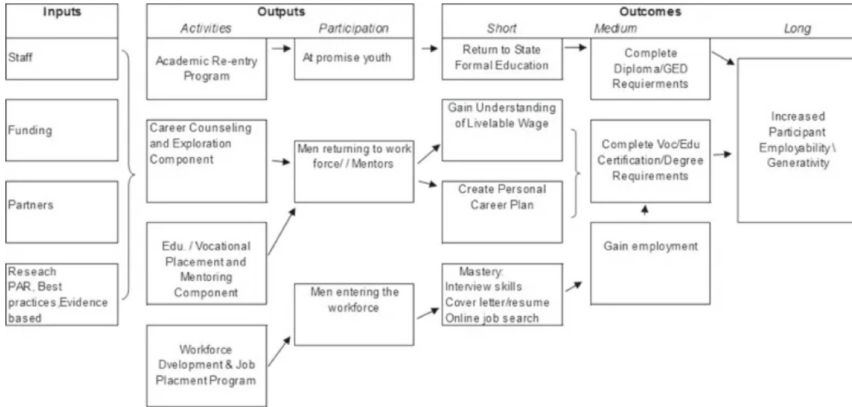 Inputs
Outputs
Outcomes
Activities
Participation
Short
Medium
Long
Staff
Funding
Partners
Reseach
PAR, Best
practices,Evidence
based
Academic Re-entry
Program
Career Counseling
and Exploration
Component
Edu. / Vocational
Placement and
Mentoring
Component
Workforce
Dvelopment & Job
Placment Program
At promise youth
Men returning to work
force/ / Mentors
Men entering the
workforce
Return to State
Formal Education
Gain Understanding
of Livelable Wage
Create Personal
Career Plan
Mastery:
Interview skills
Cover letter/resume
Online job search
Complete
Diploma/GED
Requierments
Complete Voc/Edu
Certification/Degree
Requirements
Gain employment
Increased
Participant
Employability\
Generativity